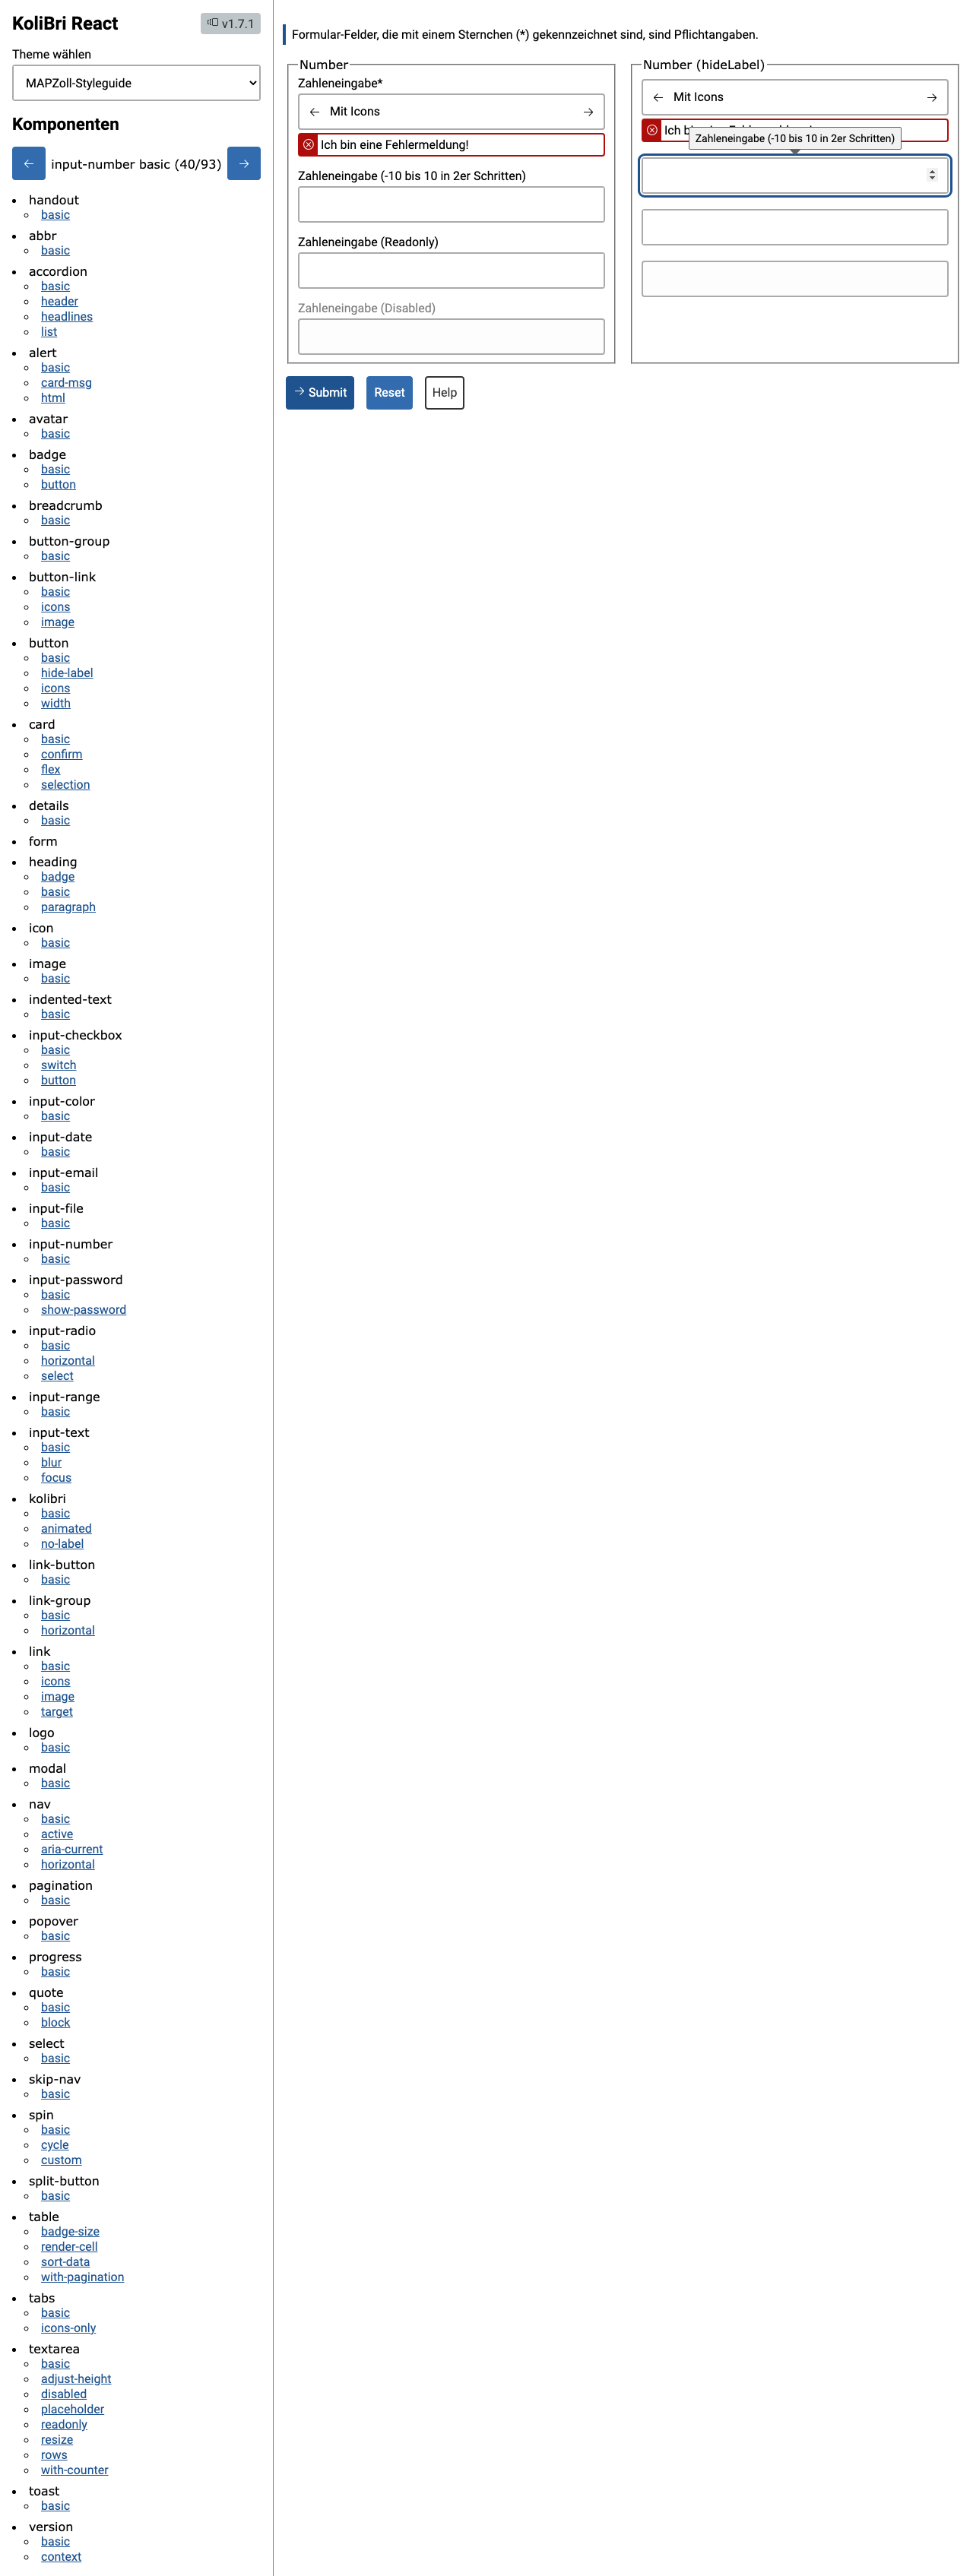 KoliBri React
v1.7.1
Theme wählen
MAPZoll-Styleguide
Komponenten
← input-number basic (40/93) →
handout
basic
abbr
basic
accordion
basic
header
headlines
list
alert
basic
card-msg
html
avatar
basic
badge
basic
button
breadcrumb
basic
button-group
basic
button-link
basic
icons
image
button
basic
hide-label
icons
width
card
basic
confirm
flex
selection
details
basic
form
heading
badge
basic
paragraph
icon
basic
image
basic
indented-text
basic
input-checkbox
basic
switch
button
input-color
basic
input-date
basic
input-email
basic
input-file
basic
input-number
basic
input-password
basic
show-password
input-radio
basic
horizontal
select
input-range
basic
input-text
basic
blur
focus
kolibri
basic
animated
no-label
link-button
basic
link-group
basic
horizontal
link
basic
icons
image
target
logo
basic
modal
basic
nav
basic
active
aria-current
horizontal
pagination
basic
popover
basic
progress
basic
quote
basic
block
select
basic
skip-nav
basic
spin
basic
cycle
custom
split-button
basic
table
badge-size
render-cell
sort-data
with-pagination
tabs
basic
icons-only
textarea
basic
adjust-height
disabled
placeholder
readonly
resize
rows
with-counter
toast
basic
version
basic
context
Formular-Felder, die mit einem Sternchen (*) gekennzeichnet sind, sind Pflichtangaben.
Number
Zahleneingabe*
← Mit Icons →
Ich bin eine Fehlermeldung!
Zahleneingabe (-10 bis 10 in 2er Schritten)
Zahleneingabe (Readonly)
Zahleneingabe (Disabled)
Number (hideLabel)
← Mit Icons →
Ich
Zahleneingabe (-10 bis 10 in 2er Schritten)
→ Submit
Reset
Help